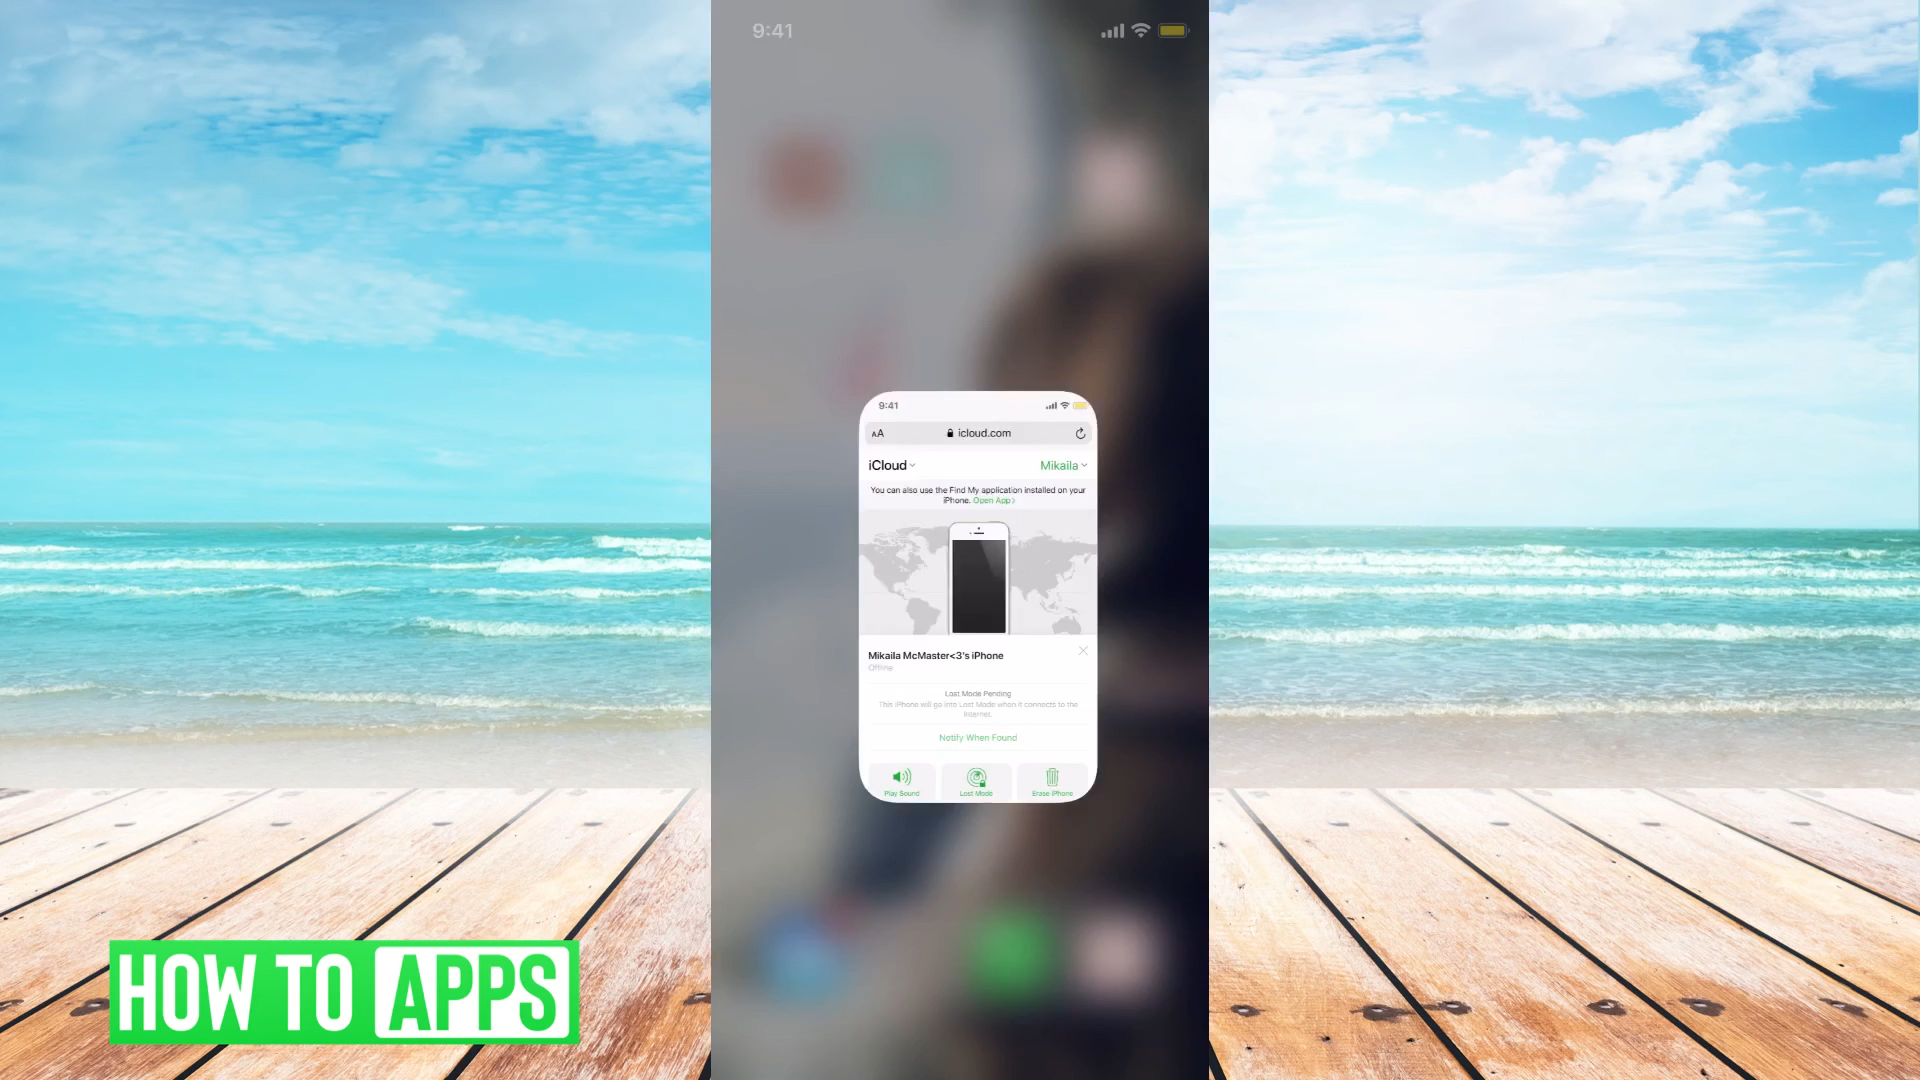 9:41
9:41
AA
icloud.com
iCloud
Mikaila
You can also use the Find My application installed on your
iPhone. Open App
Mikaila McMaster<3's iPhone
Offline
Lost Mode Pending
This iPhone will go into Lost Mode when it connects to the
Internet.
Notify When Found
Play Sound
Lost Mode
Erase iPhone
HOW TO APPS